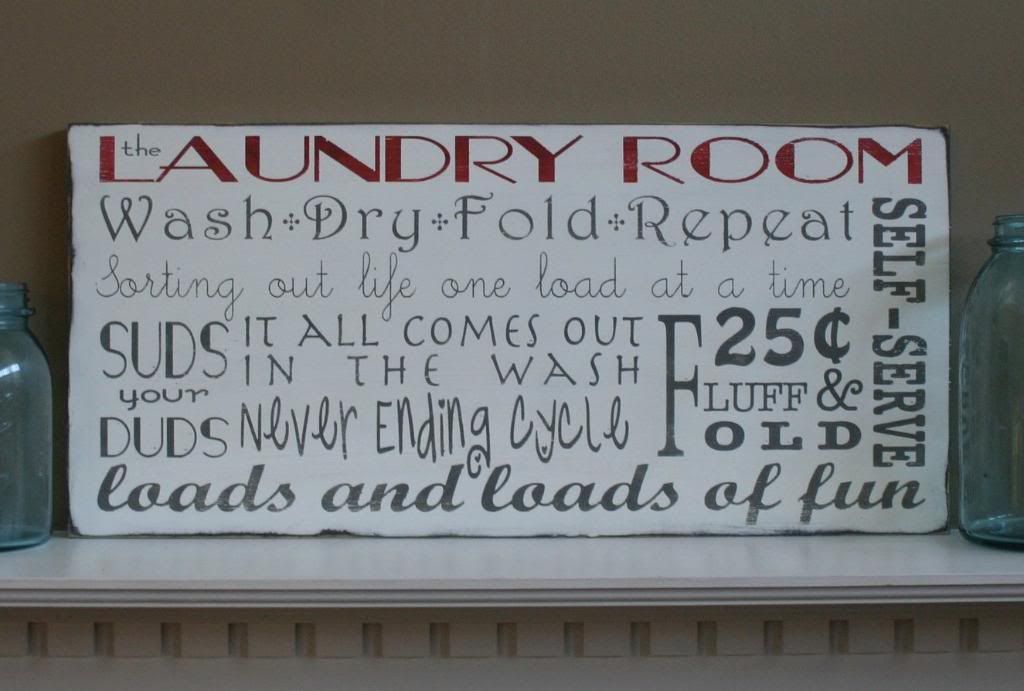 the LAUNDRY ROOM
Wash Dry Fold Repeat
Sorting out life one load at a time
SUDS
your
DUDS
IT ALL COMES OUT
IN THE WASH
Never Ending Cycle
25¢
FLUFF &
FOLD
SELF-SERVE
loads and loads of fun